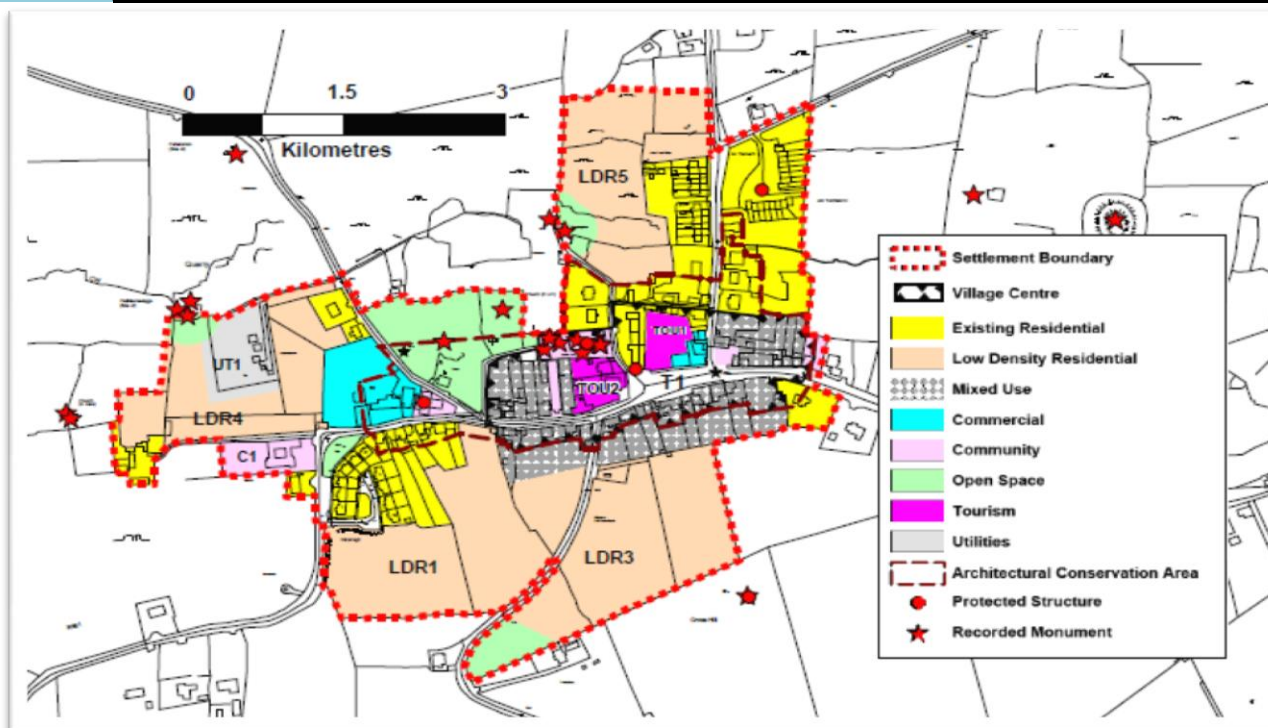 0 1.5 3
Kilometres
LDR5
Quarry
UT1
TOU1
TOU2
T1
LDR4
C1
LDR1
LDR3
Settlement Boundary
Village Centre
Existing Residential
Low Density Residential
Mixed Use
Commercial
Community
Open Space
Tourism
Utilities
Architectural Conservation Area
Protected Structure
Recorded Monument